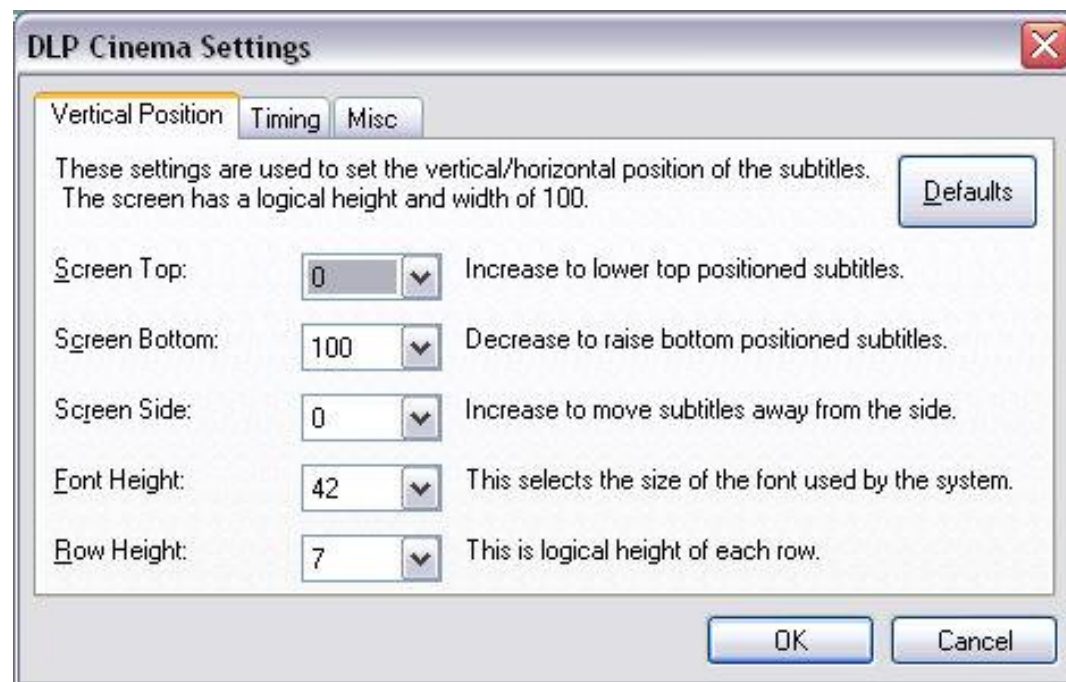 DLP Cinema Settings
Vertical Position Timing Misc
These settings are used to set the vertical/horizontal position of the subtitles.
The screen has a logical height and width of 100.
Defaults
Screen Top: 0 Increase to lower top positioned subtitles.
Screen Bottom: 100 Decrease to raise bottom positioned subtitles.
Screen Side: 0 Increase to move subtitles away from the side.
Font Height: 42 This selects the size of the font used by the system.
Row Height: 7 This is logical height of each row.
OK Cancel